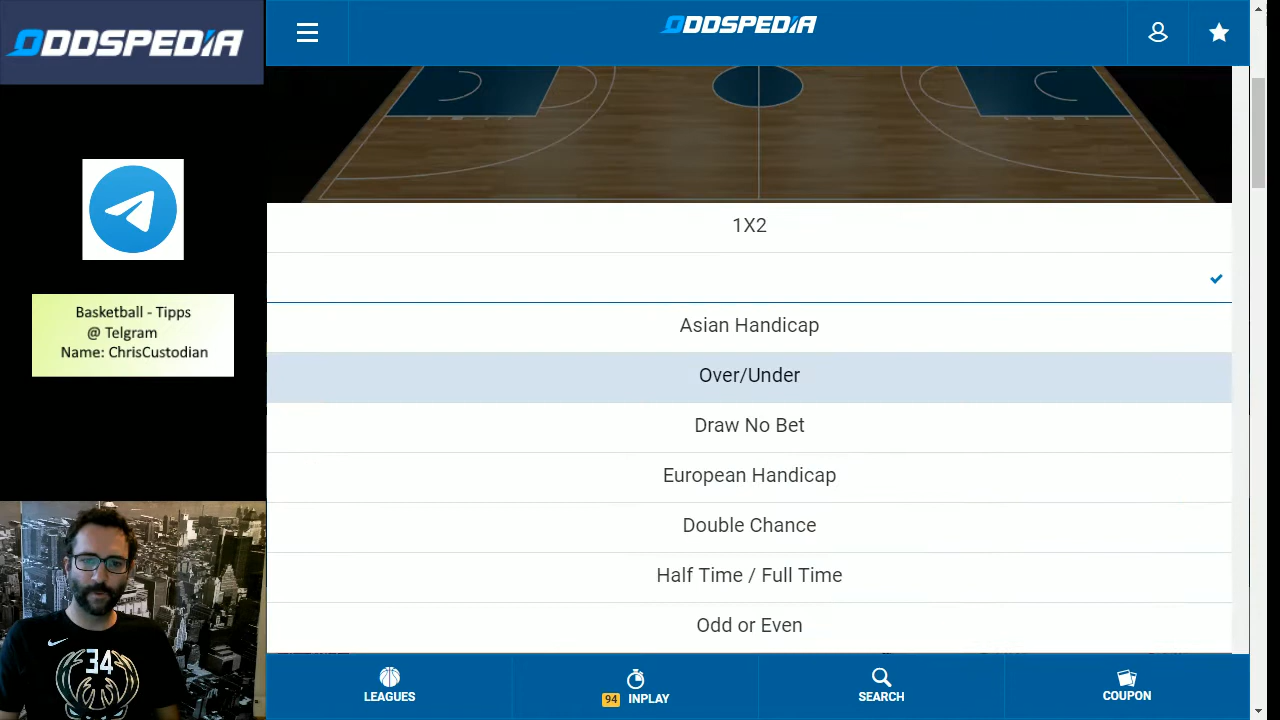 ODDSPEDIA
ODDSPEDIA
Basketball - Tipps
@ Telgram
Name: ChrisCustodian
1X2
Asian Handicap
Over/Under
Draw No Bet
European Handicap
Double Chance
Half Time / Full Time
Odd or Even
34
LEAGUES
94 INPLAY
SEARCH
COUPON